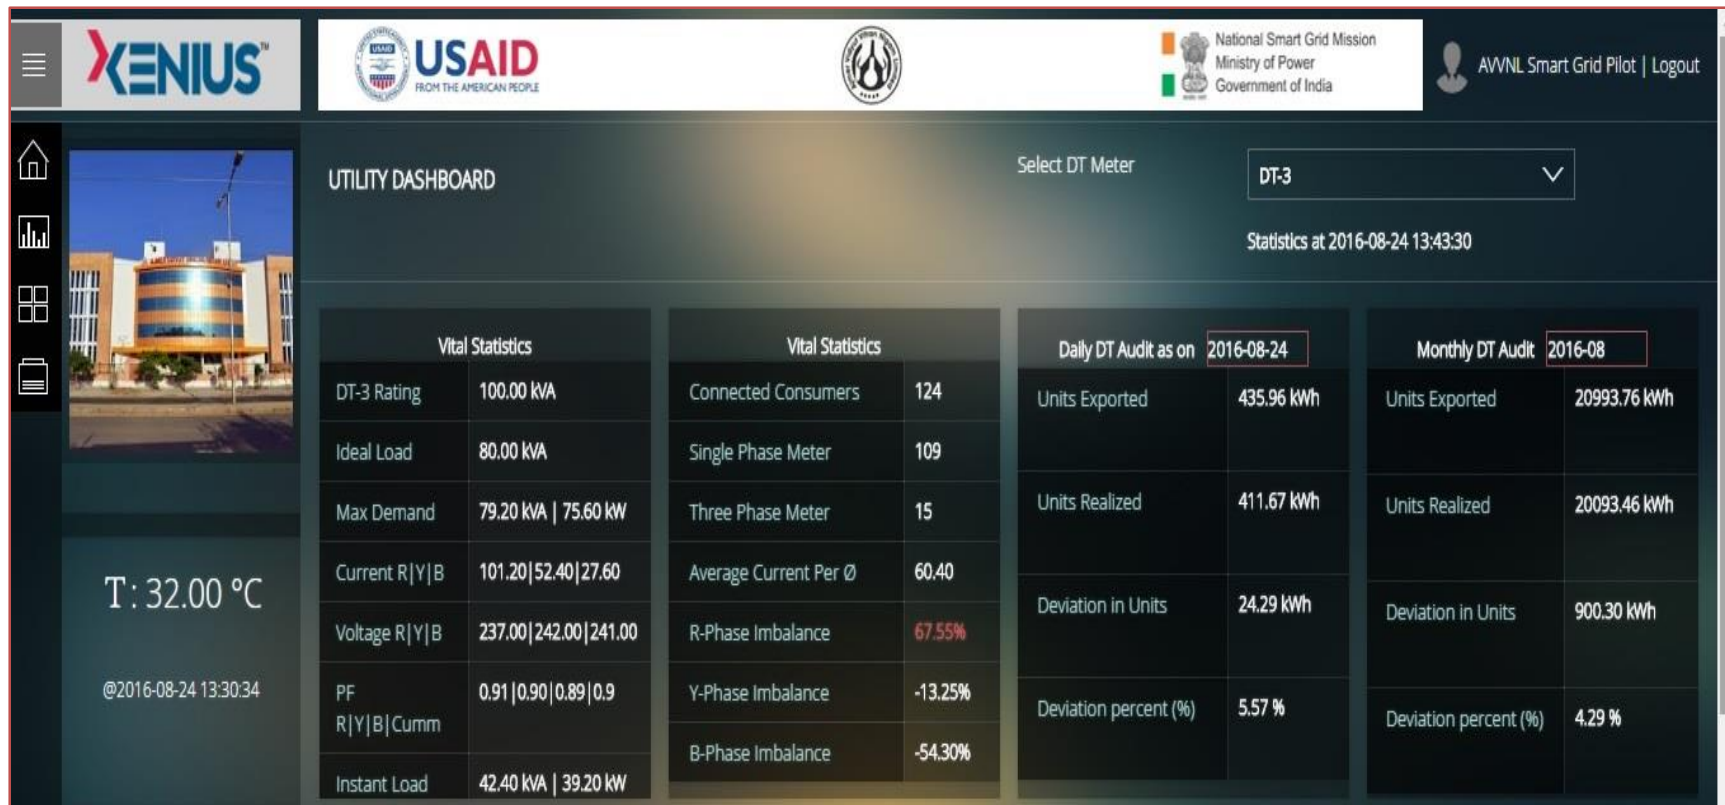 XENIUS™
USAID
USAID
FROM THE AMERICAN PEOPLE
National Smart Grid Mission
Ministry of Power
Government of India
AVVNL Smart Grid Pilot | Logout
UTILITY DASHBOARD
Select DT Meter
DT-3
Statistics at 2016-08-24 13:43:30
T: 32.00 °C
@2016-08-24 13:30:34
Vital Statistics
DT-3 Rating 100.00 kVA
Ideal Load 80.00 kVA
Max Demand 79.20 kVA | 75.60 kW
Current R|Y|B 101.20|52.40|27.60
Voltage R|Y|B 237.00|242.00|241.00
PF 0.91|0.90|0.89|0.9
R|Y|B|Cumm
Instant Load 42.40 kVA | 39.20 kW
Vital Statistics
Connected Consumers 124
Single Phase Meter 109
Three Phase Meter 15
Average Current Per Ø 60.40
R-Phase Imbalance 67.55%
Y-Phase Imbalance -13.25%
B-Phase Imbalance -54.30%
Daily DT Audit as on 2016-08-24
Units Exported 435.96 kWh
Units Realized 411.67 kWh
Deviation in Units 24.29 kWh
Deviation percent (%) 5.57 %
Monthly DT Audit 2016-08
Units Exported 20993.76 kWh
Units Realized 20093.46 kWh
Deviation in Units 900.30 kWh
Deviation percent (%) 4.29 %